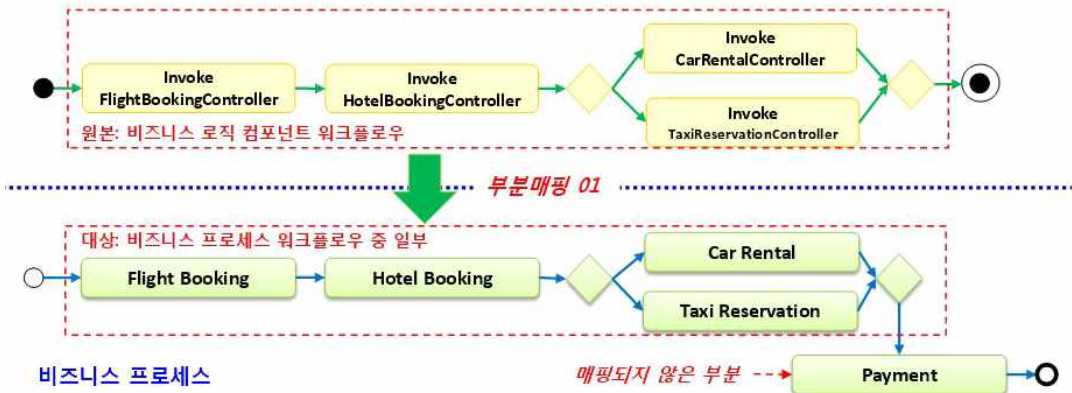 Invoke
FlightBookingController
Invoke
HotelBookingController
Invoke
CarRentalController
Invoke
TaxiReservationController
원본: 비즈니스 로직 컴포넌트 워크플로우
부분매핑 01
대상: 비즈니스 프로세스 워크플로우 중 일부
Flight Booking
Hotel Booking
Car Rental
Taxi Reservation
비즈니스 프로세스
매핑되지 않은 부분
Payment